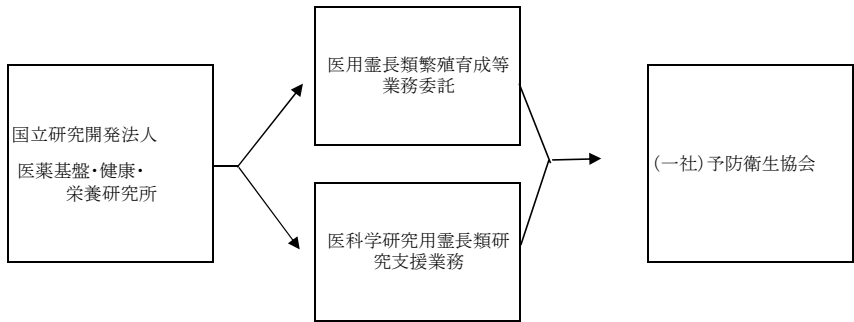 国立研究開発法人
医薬基盤・健康・
栄養研究所
医用霊長類繁殖育成等
業務委託
医科学研究用霊長類研
究支援業務
(一社)予防衛生協会